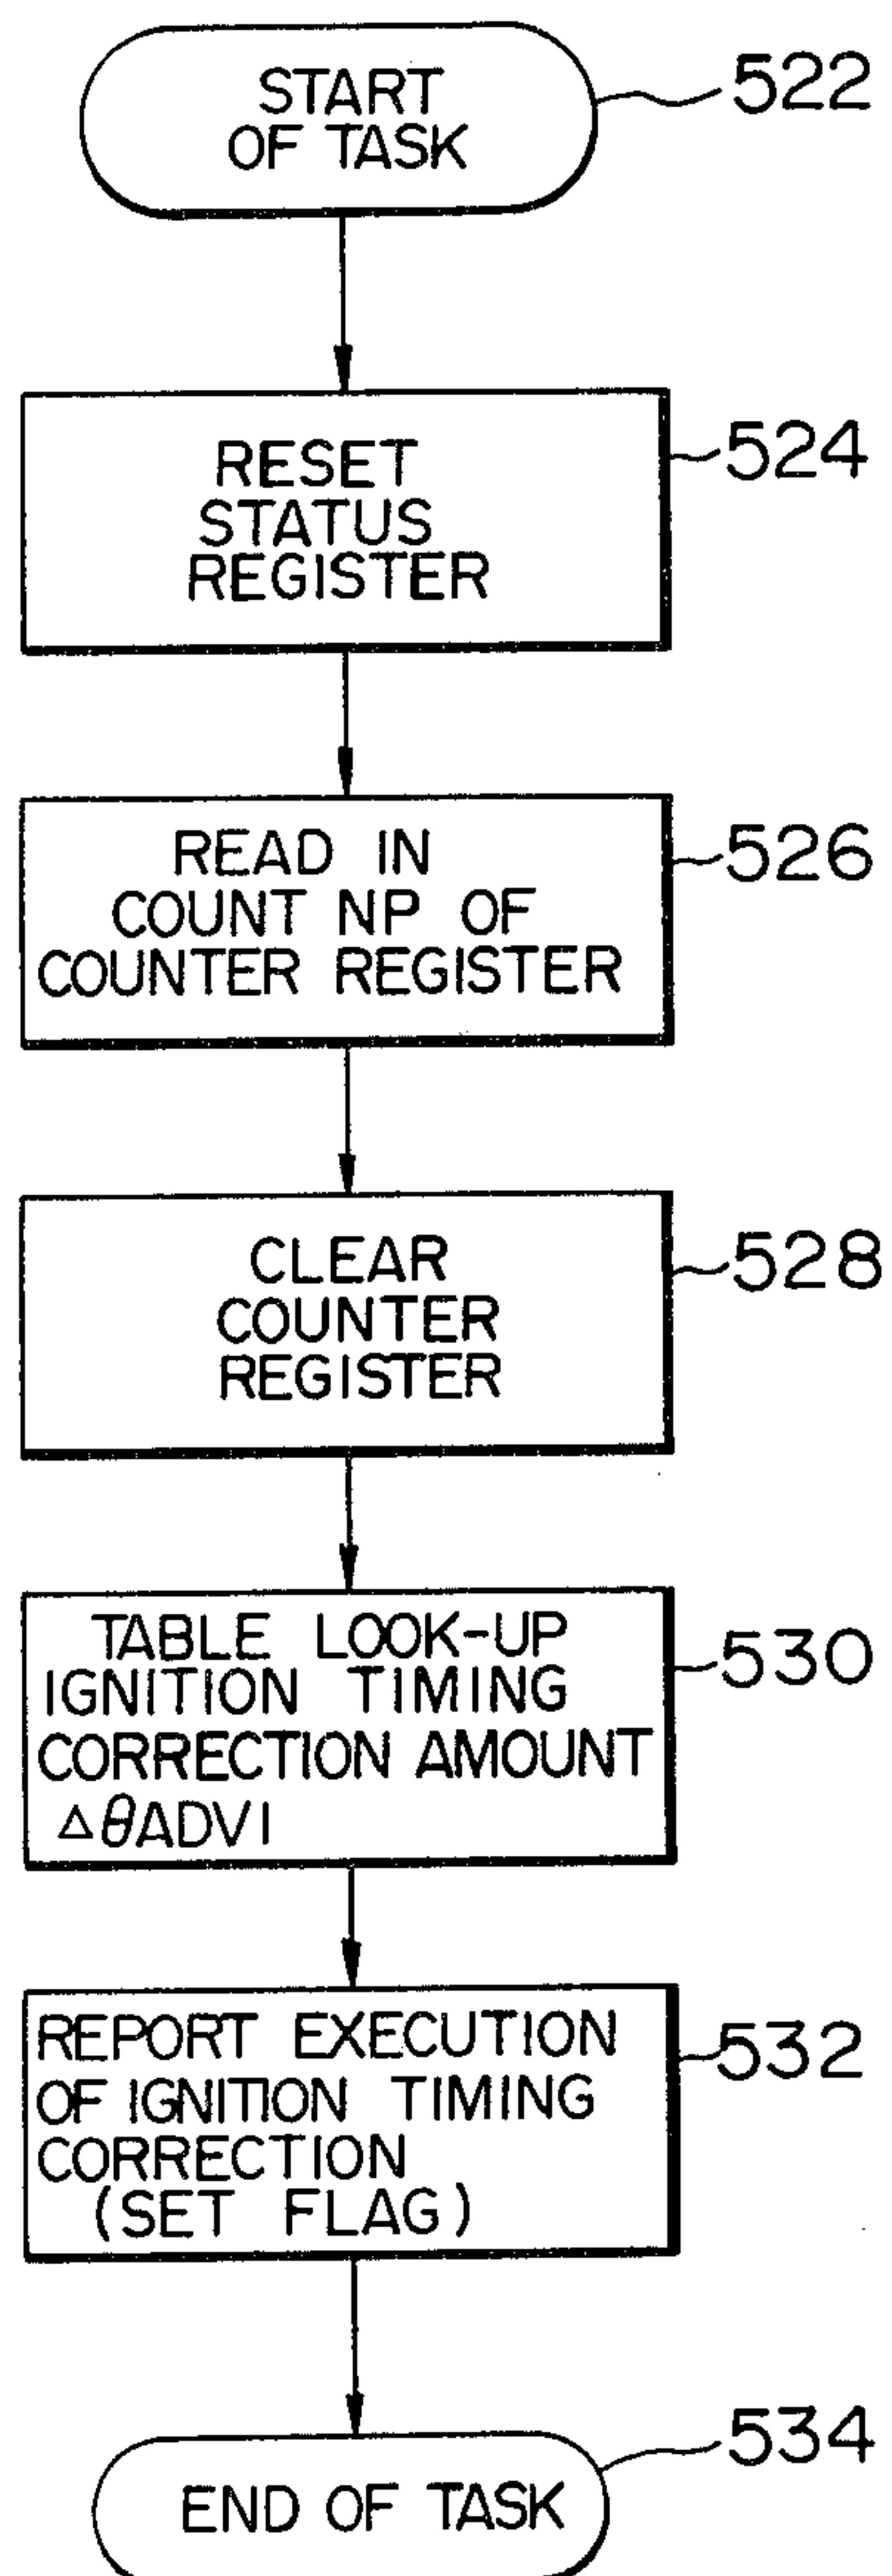 START
OF TASK
522
RESET
STATUS
REGISTER
524
READ IN
COUNT NP OF
COUNTER REGISTER
526
CLEAR
COUNTER
REGISTER
528
TABLE LOOK-UP
IGNITION TIMING
CORRECTION AMOUNT
△θADV1
530
REPORT EXECUTION
OF IGNITION TIMING
CORRECTION
(SET FLAG)
532
END OF TASK
534